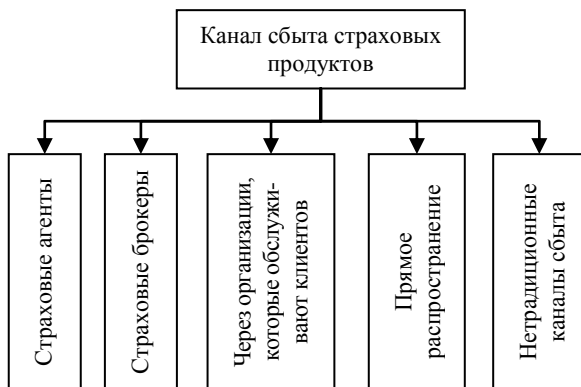 Канал сбыта страховых
продуктов
Страховые агенты
Страховые брокеры
Через организации,
которые обслужи-
вают клиентов
Прямое
распространение
Нетрадиционные
каналы сбыта